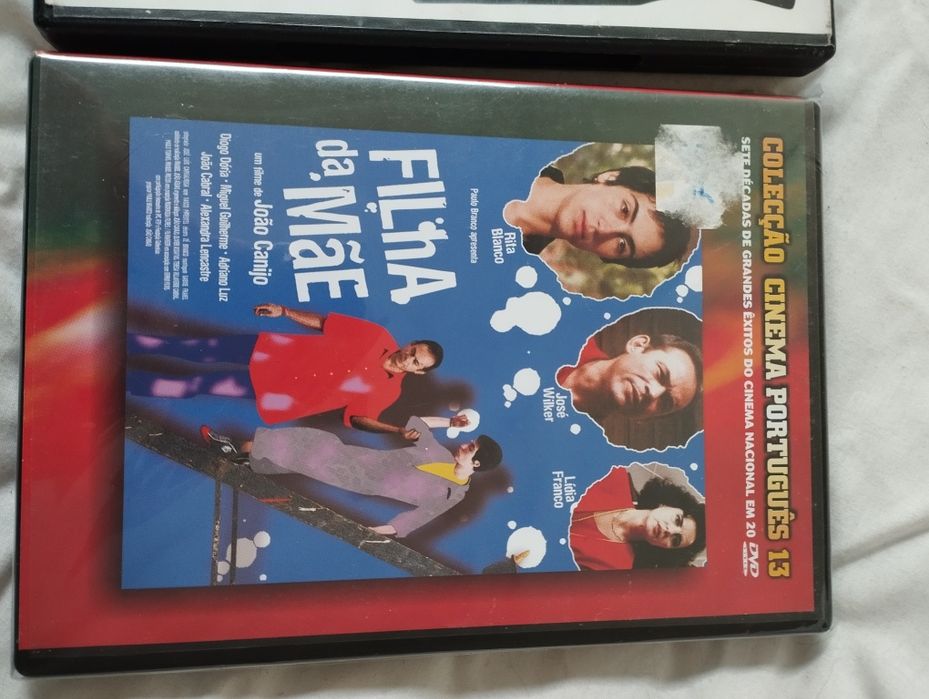 COLECÇÃO CINEMA PORTUGUÊS 13
SETE DÉCADAS DE GRANDES ÊXITOS DO CINEMA NACIONAL EM 20 DVD
Rita
Blanco
José
Wilker
Lídia
Franco
Paulo Branco apresenta
FILhA
da MãE
um filme de João Canijo
Diogo Dória · Miguel Guilherme · Adriano Luz
João Cabral · Alexandra Lencastre